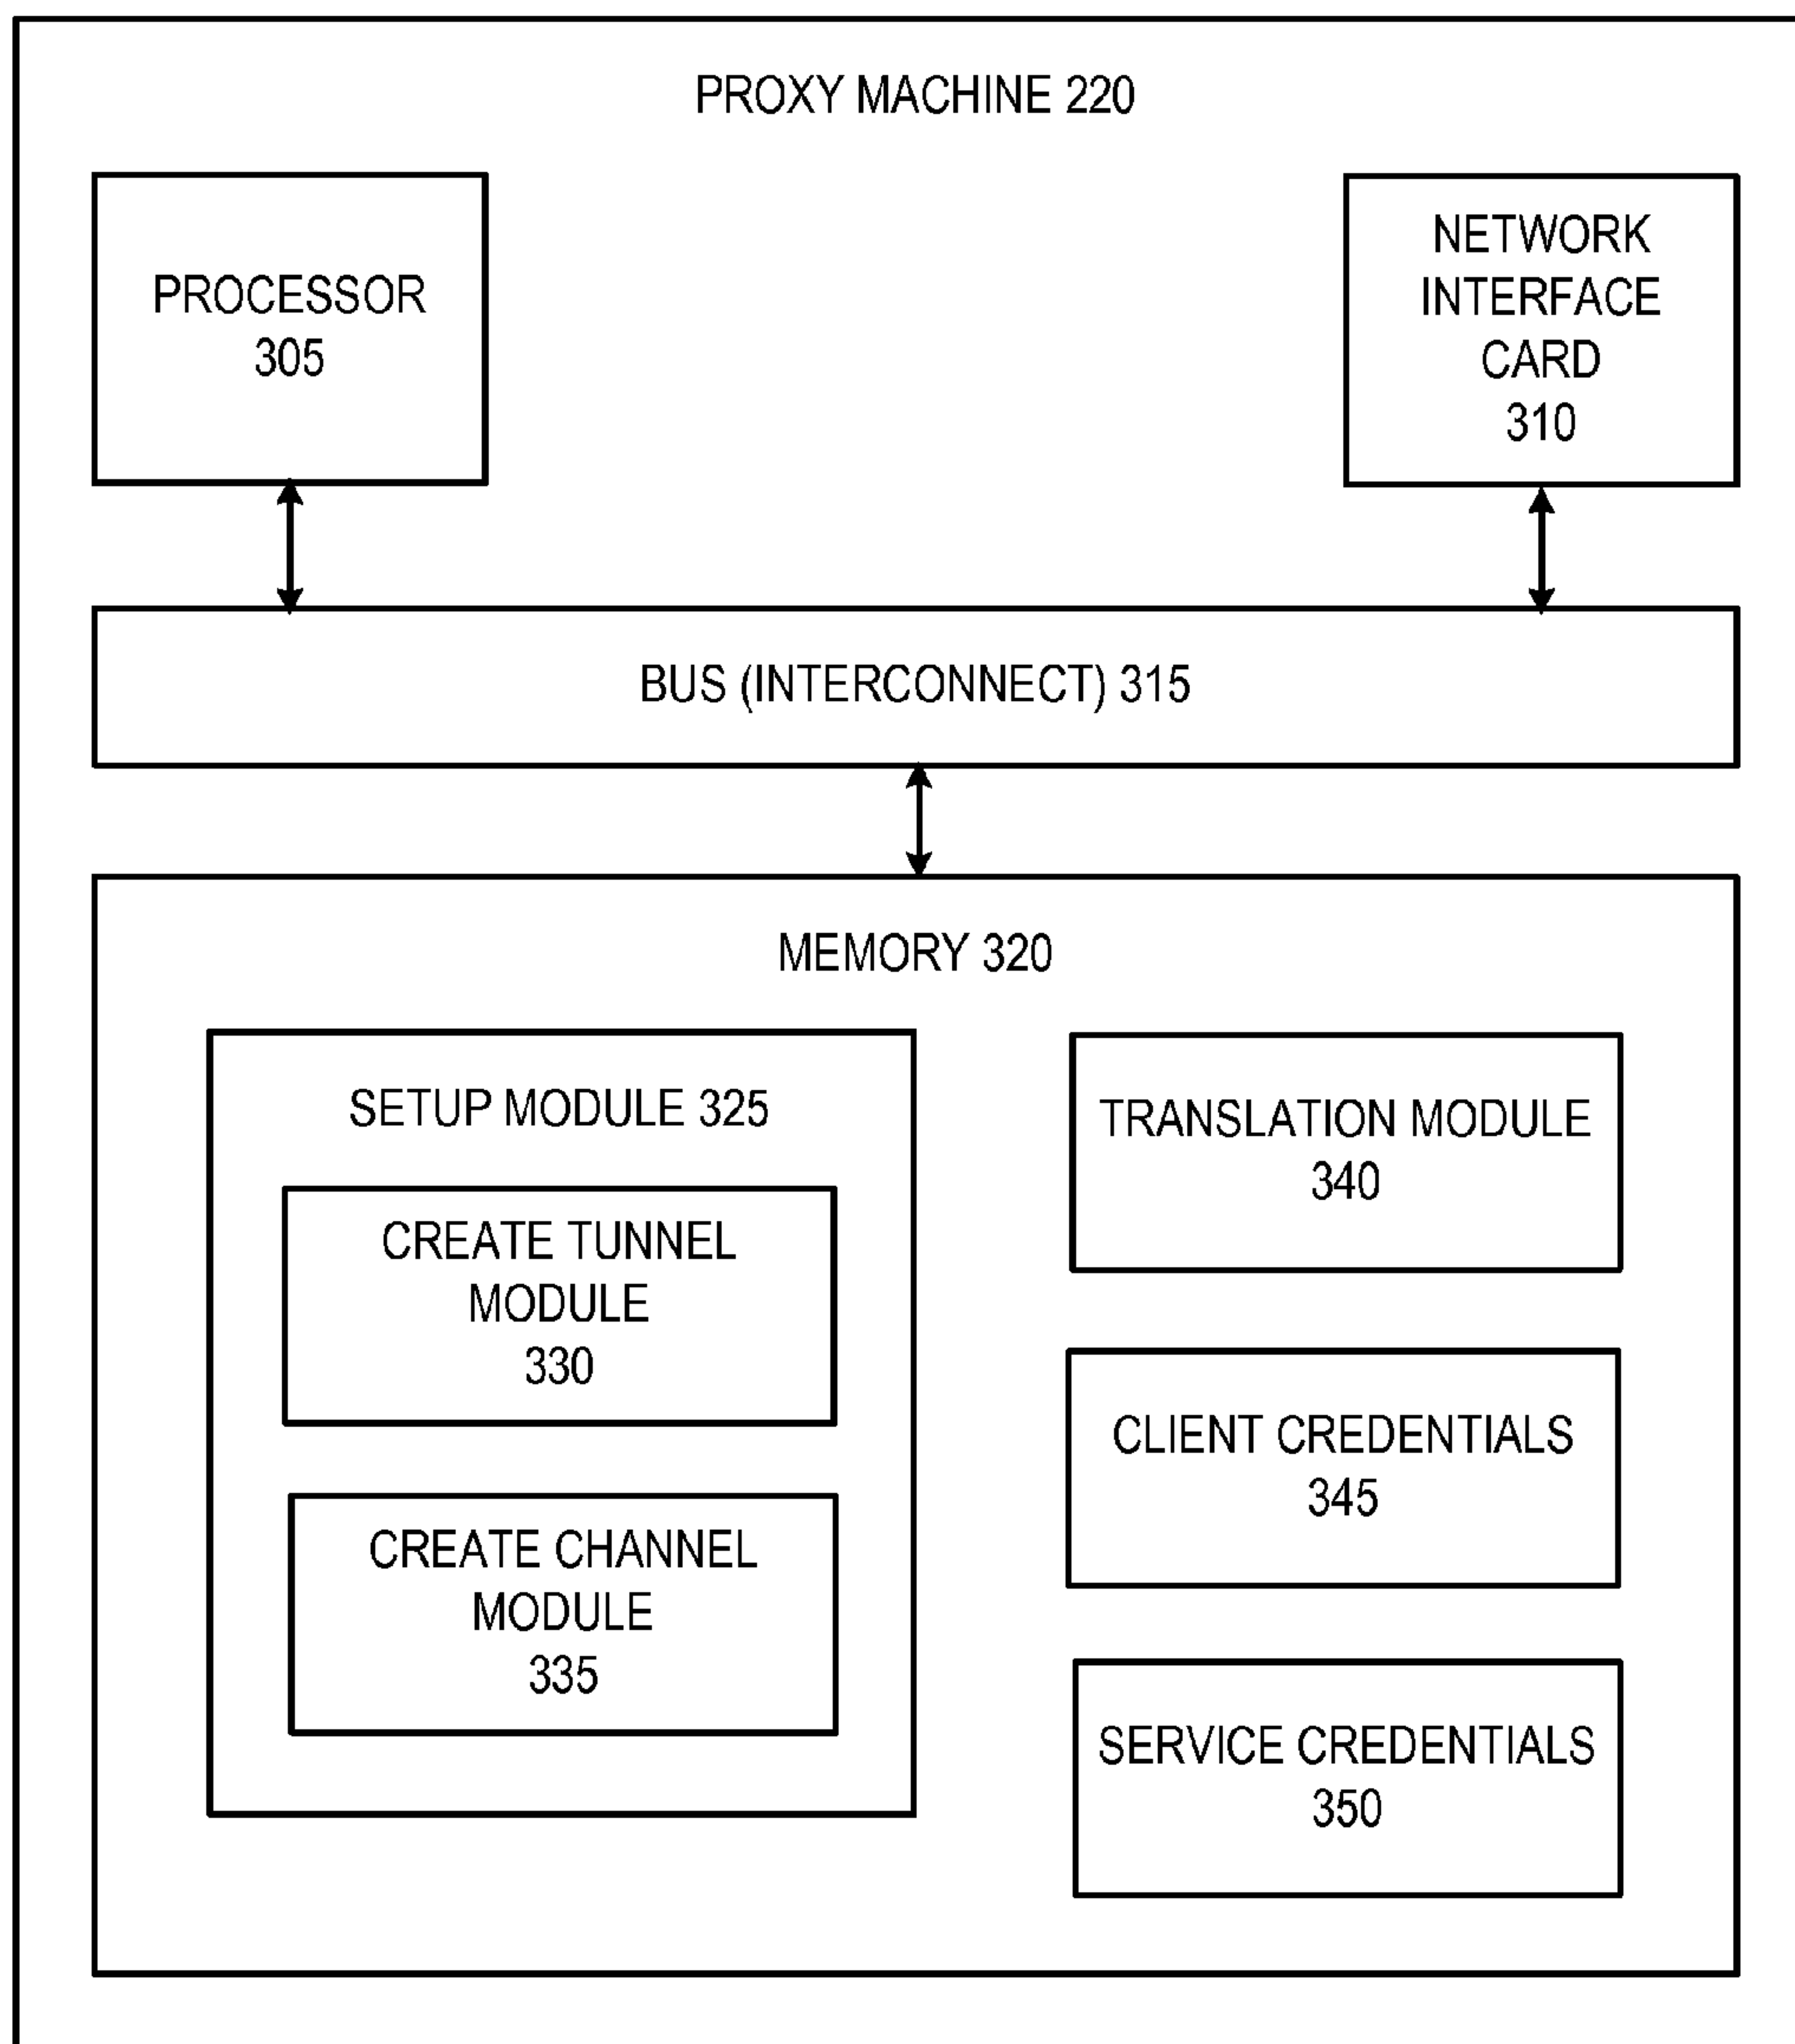 PROXY MACHINE 220
PROCESSOR
305
NETWORK
INTERFACE
CARD
310
BUS (INTERCONNECT) 315
MEMORY 320
SETUP MODULE 325
CREATE TUNNEL
MODULE
330
CREATE CHANNEL
MODULE
335
TRANSLATION MODULE
340
CLIENT CREDENTIALS
345
SERVICE CREDENTIALS
350